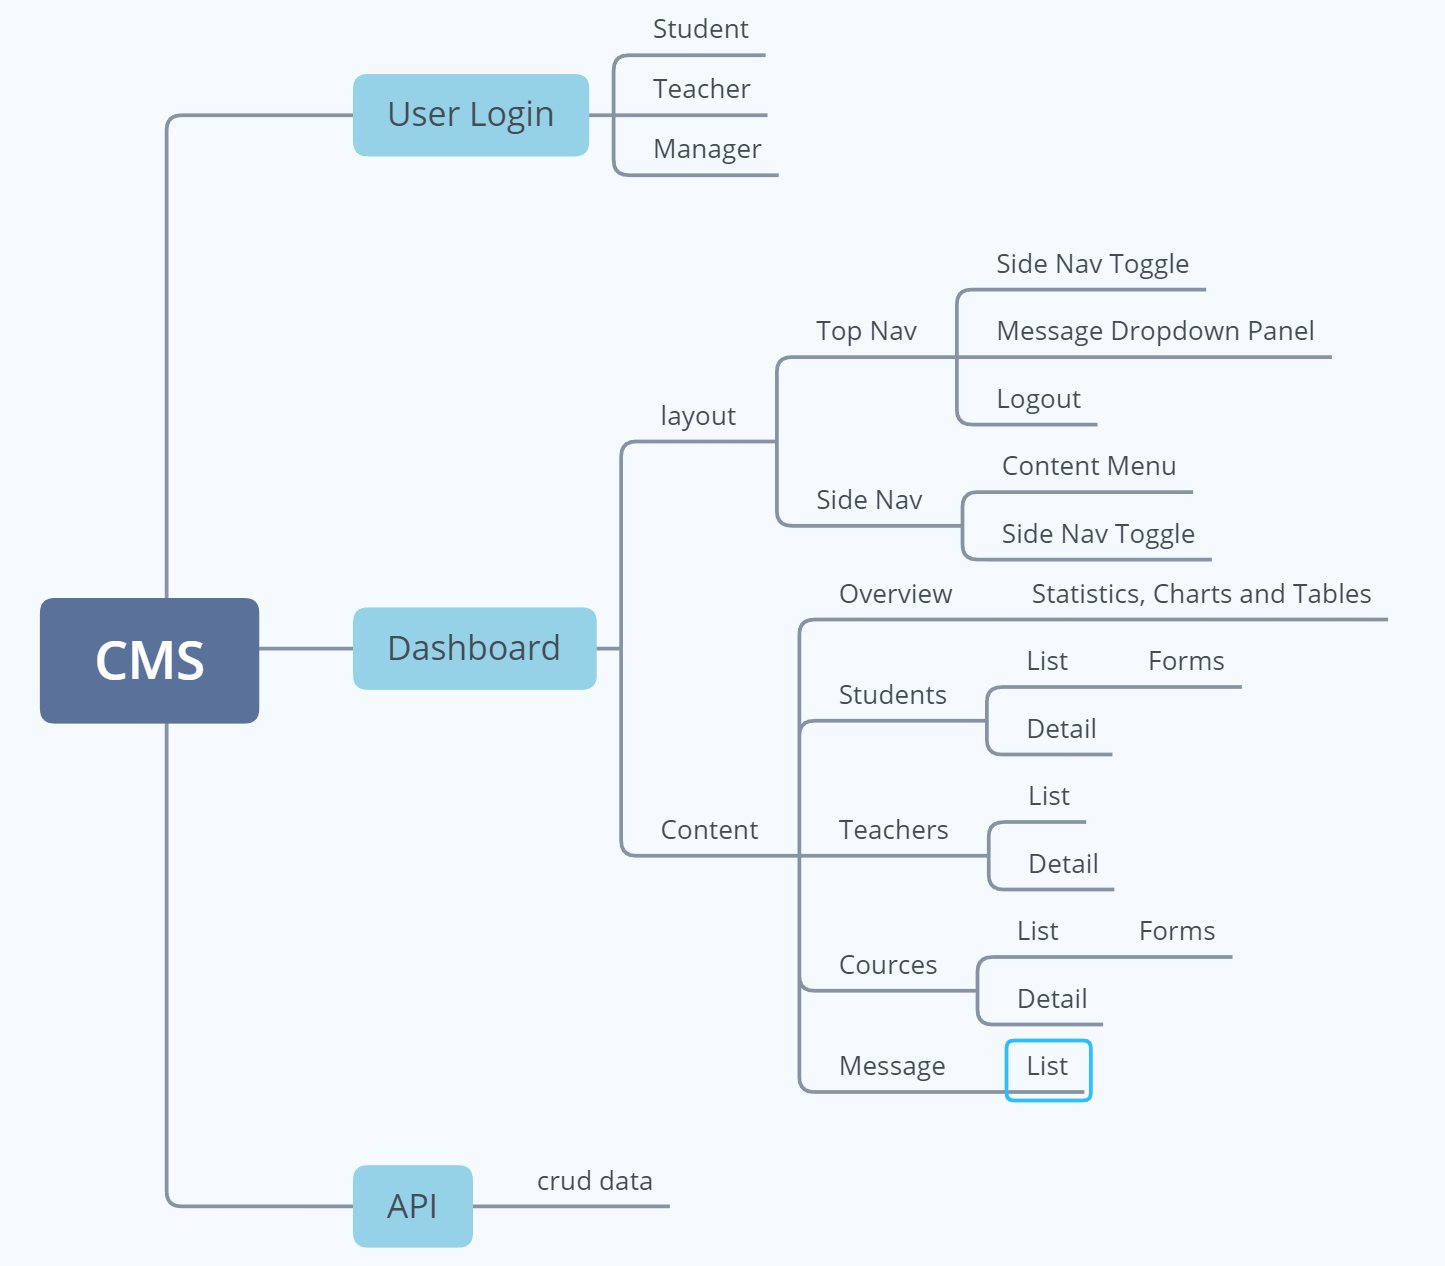 Student
Teacher
User Login
Manager
Side Nav Toggle
Top Nav
Message Dropdown Panel
Logout
layout
Content Menu
Side Nav
Side Nav Toggle
CMS
Dashboard
Overview
Statistics, Charts and Tables
List
Forms
Students
Detail
List
Content
Teachers
Detail
List
Forms
Cources
Detail
Message
List
API
crud data